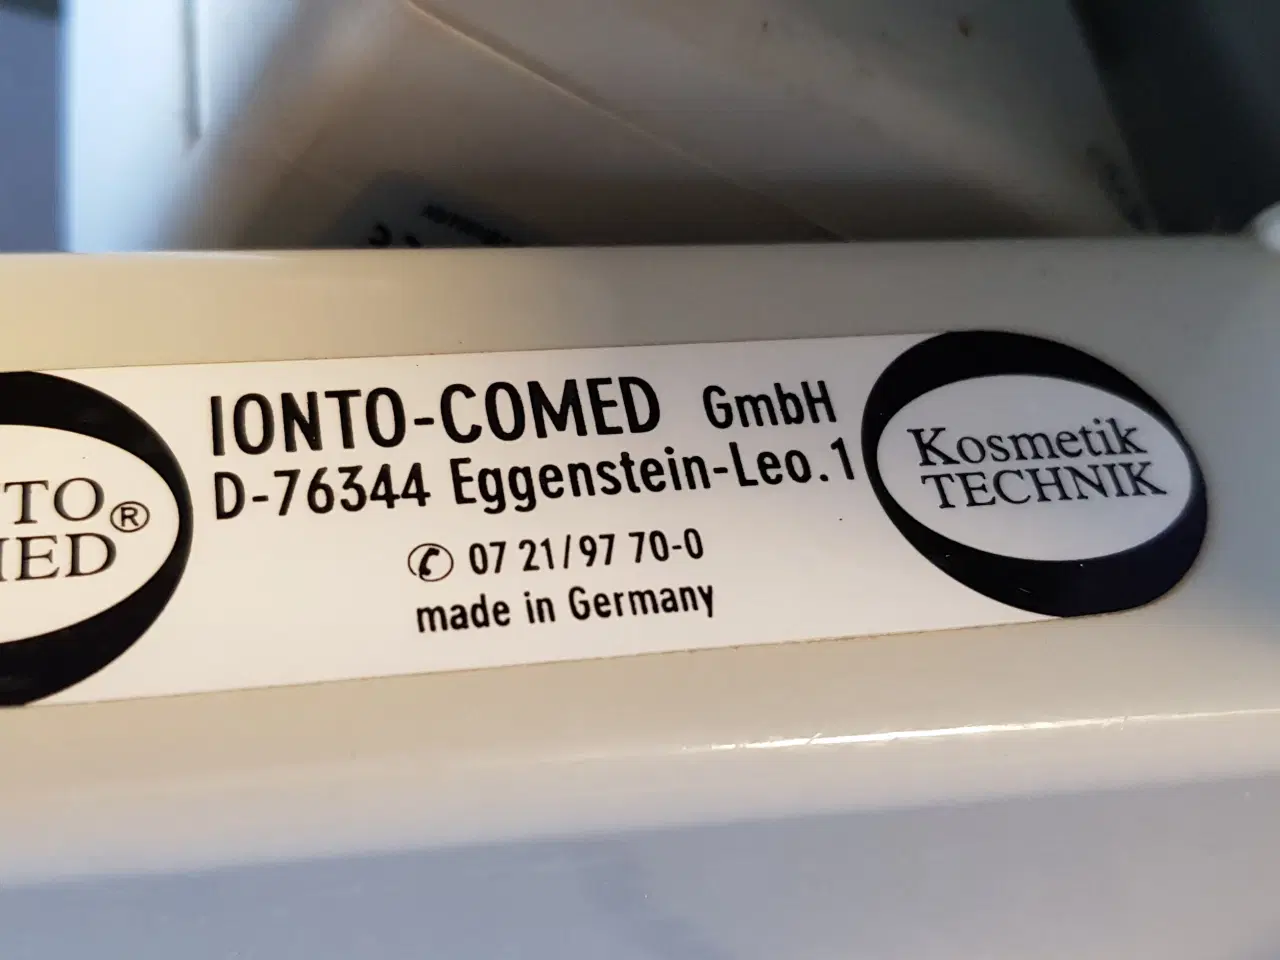 TO®
IED
IONTO-COMED GmbH
D-76344 Eggenstein-Leo.1
✆ 07 21/97 70-0
made in Germany
Kosmetik
TECHNIK